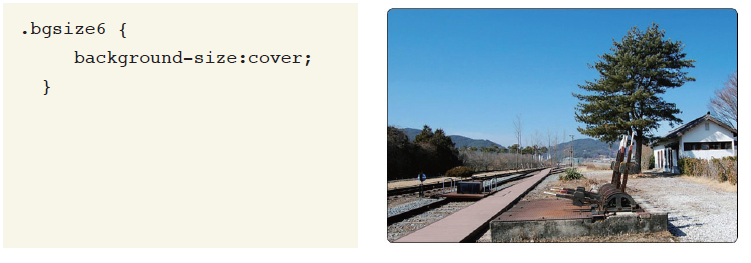 .bgsize6 {
background-size:cover;
}